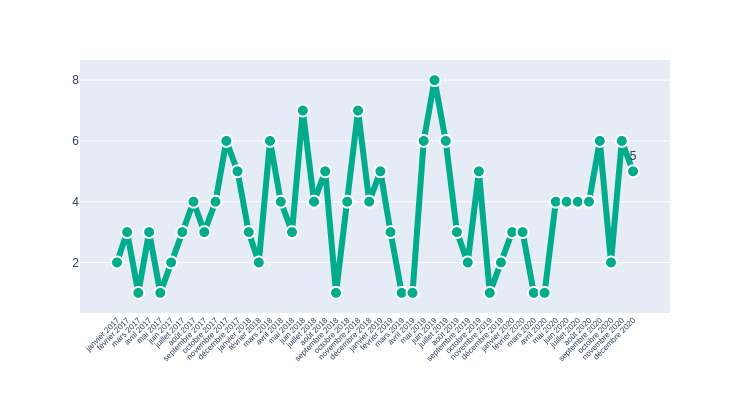 8
6
4
2
5
janvier 2017
février 2017
mars 2017
avril 2017
mai 2017
juin 2017
juillet 2017
août 2017
septembre 2017
octobre 2017
novembre 2017
décembre 2017
janvier 2018
février 2018
mars 2018
avril 2018
mai 2018
juin 2018
juillet 2018
août 2018
septembre 2018
octobre 2018
novembre 2018
décembre 2018
janvier 2019
février 2019
mars 2019
avril 2019
mai 2019
juin 2019
juillet 2019
août 2019
septembre 2019
octobre 2019
novembre 2019
décembre 2019
janvier 2020
février 2020
mars 2020
avril 2020
mai 2020
juin 2020
juillet 2020
août 2020
septembre 2020
octobre 2020
novembre 2020
décembre 2020